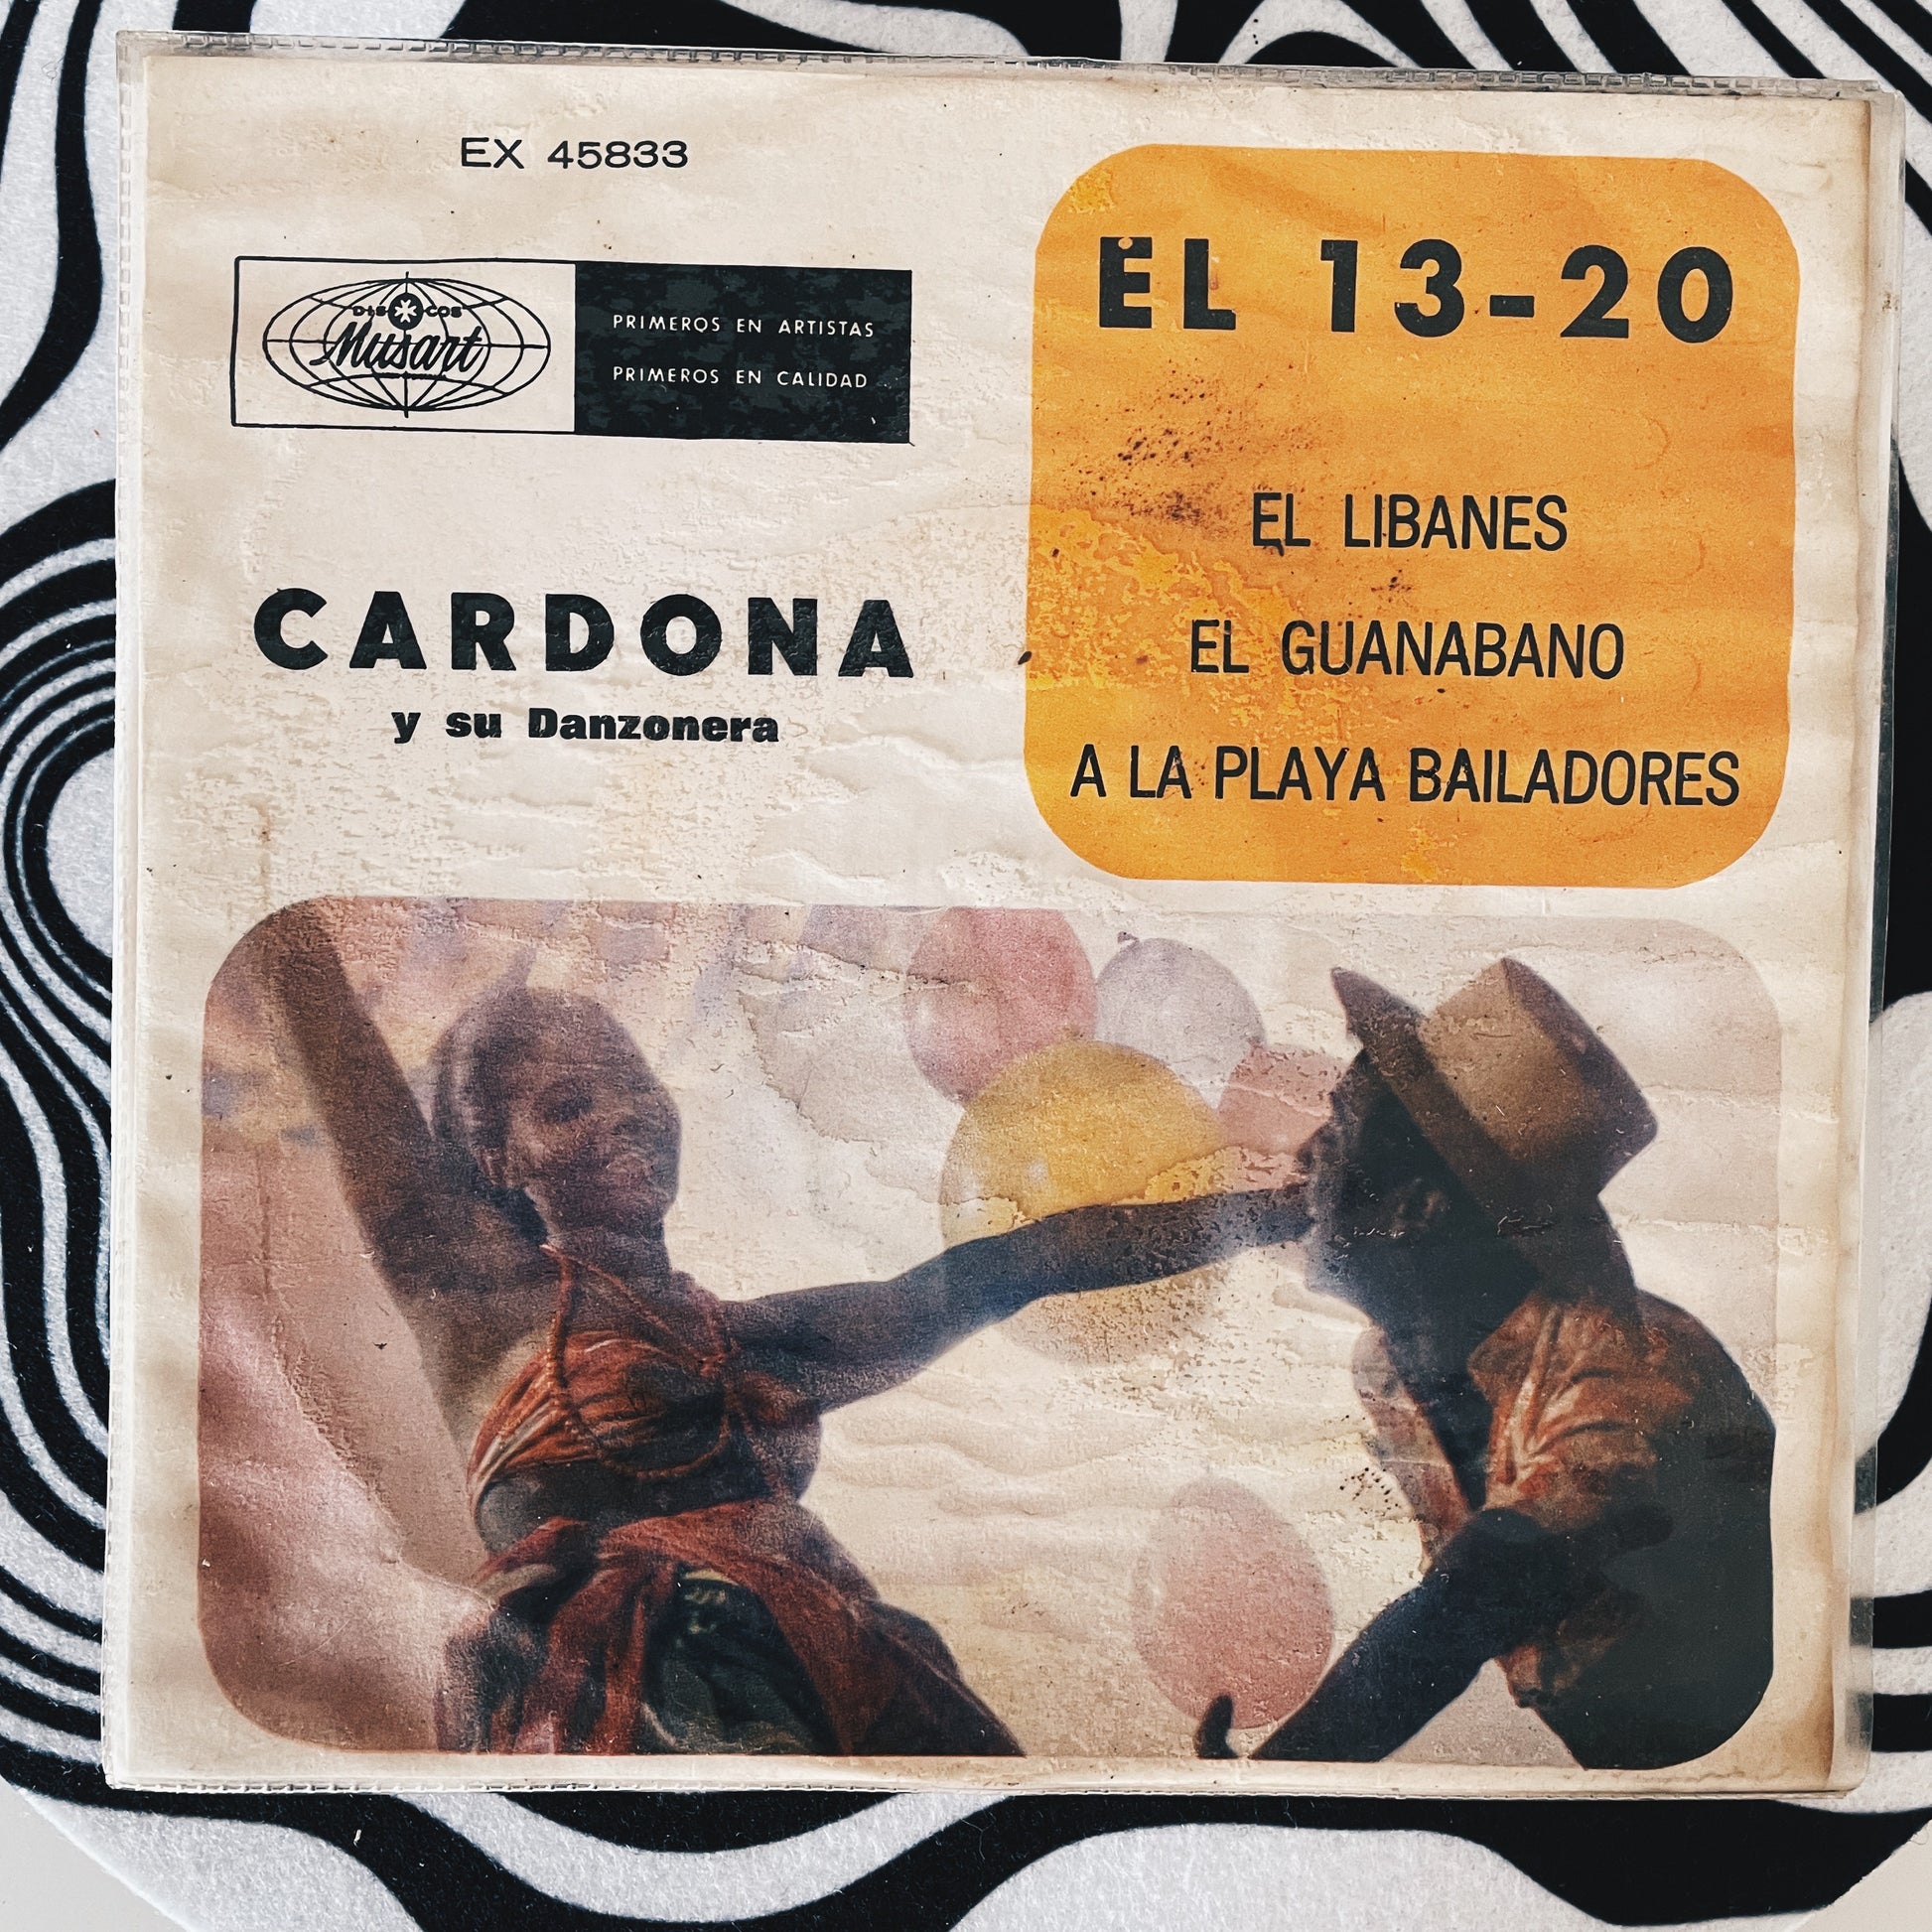 EX 45833
DISCOS
Musart
PRIMEROS EN ARTISTAS
PRIMEROS EN CALIDAD
CARDONA
y su Danzonera
EL 13-20
EL LIBANES
EL GUANABANO
A LA PLAYA BAILADORES